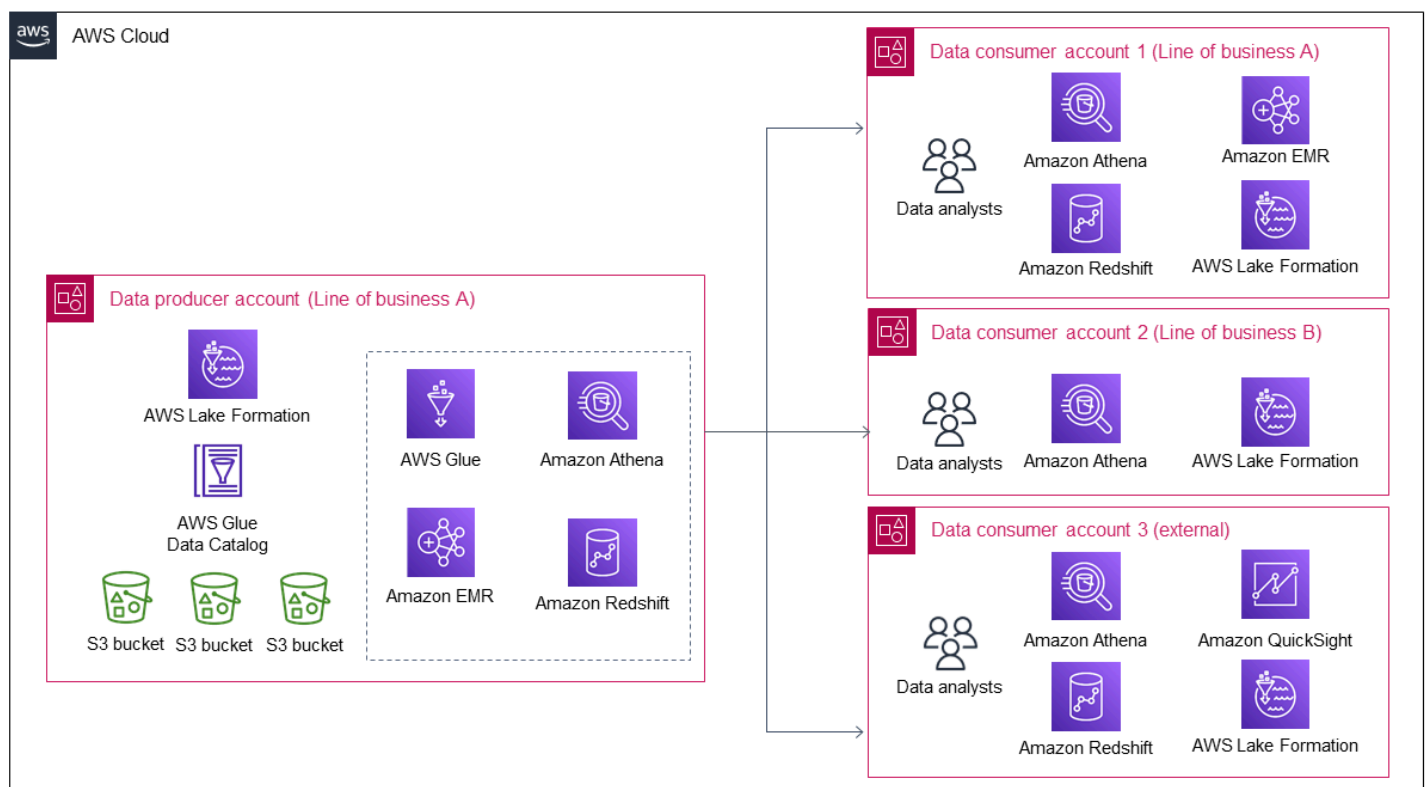 aws
AWS Cloud
Data producer account (Line of business A)
AWS Lake Formation
AWS Glue
Data Catalog
S3 bucket
S3 bucket
S3 bucket
AWS Glue
Amazon Athena
Amazon EMR
Amazon Redshift
Data consumer account 1 (Line of business A)
Data analysts
Amazon Athena
Amazon EMR
Amazon Redshift
AWS Lake Formation
Data consumer account 2 (Line of business B)
Data analysts
Amazon Athena
AWS Lake Formation
Data consumer account 3 (external)
Data analysts
Amazon Athena
Amazon QuickSight
Amazon Redshift
AWS Lake Formation